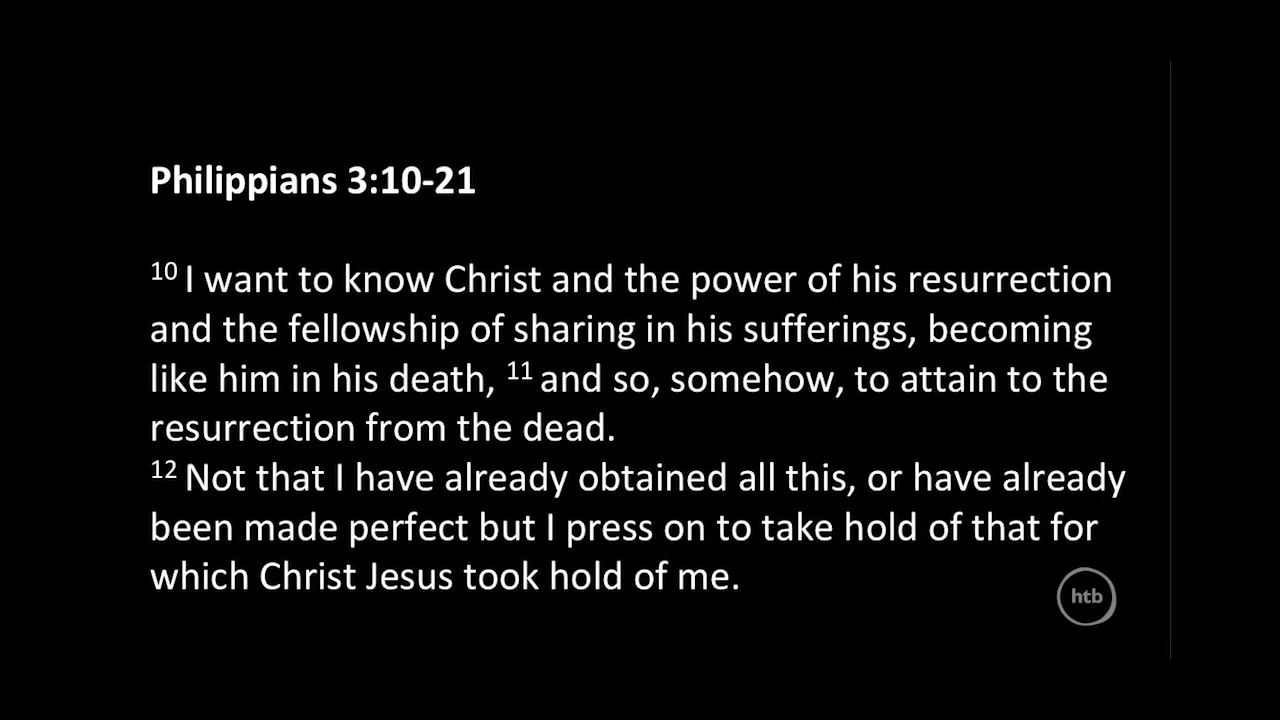 Philippians 3:10-21
10 I want to know Christ and the power of his resurrection
and the fellowship of sharing in his sufferings, becoming
like him in his death, 11 and so, somehow, to attain to the
resurrection from the dead.
12 Not that I have already obtained all this, or have already
been made perfect but I press on to take hold of that for
which Christ Jesus took hold of me.
htb